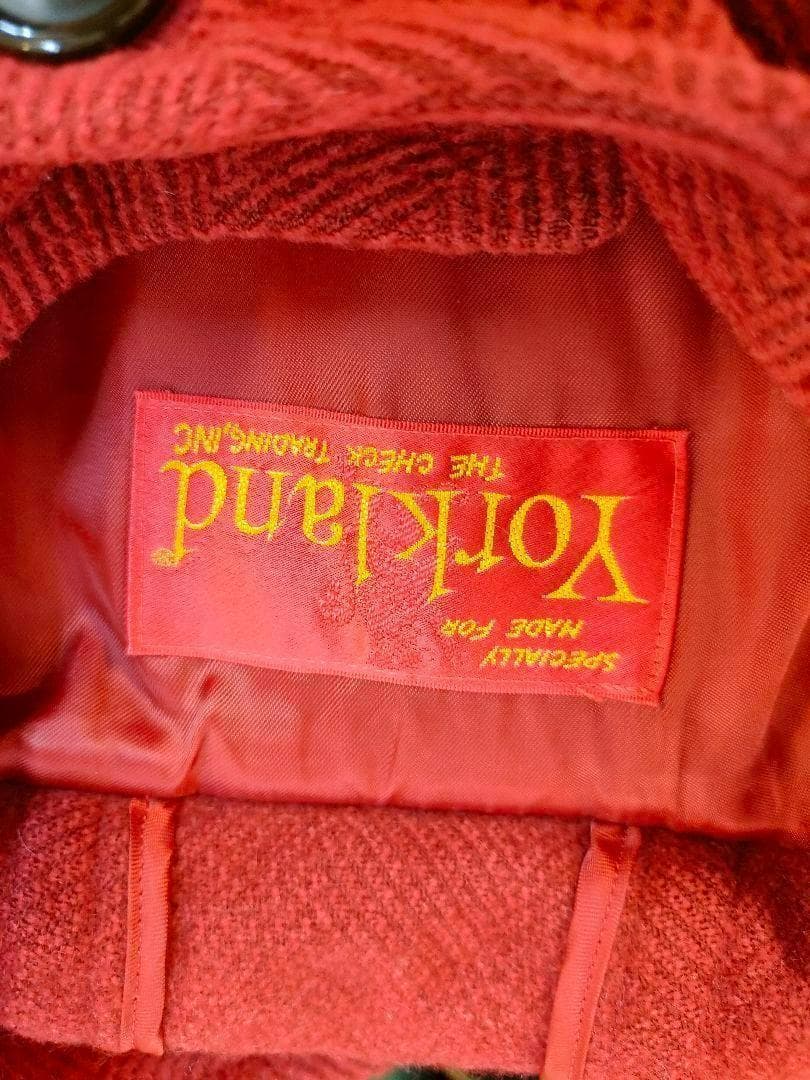 SPECIALLY
MADE FOR
Yorkland®
THE CHECK TRADING,INC